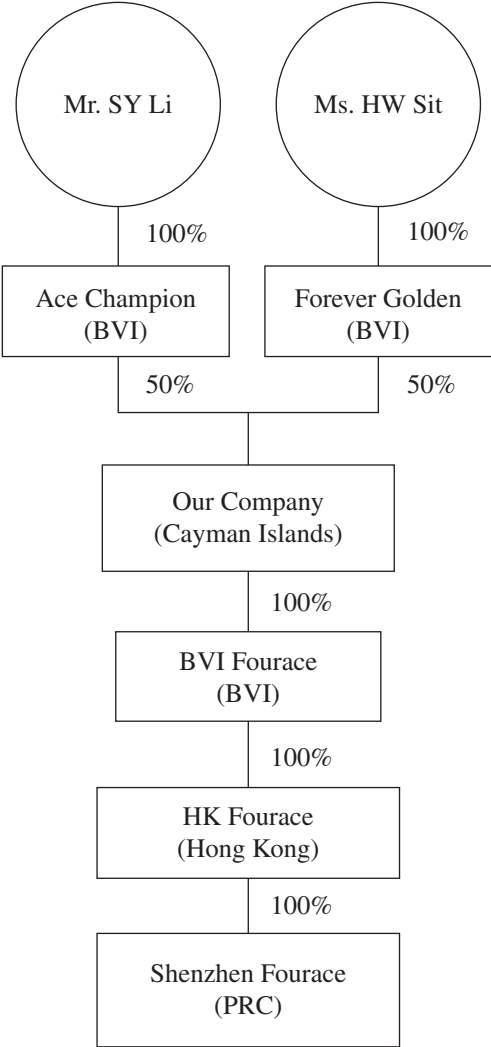 Mr. SY Li
Ms. HW Sit
100%
100%
Ace Champion
(BVI)
Forever Golden
(BVI)
50%
50%
Our Company
(Cayman Islands)
100%
BVI Fourace
(BVI)
100%
HK Fourace
(Hong Kong)
100%
Shenzhen Fourace
(PRC)